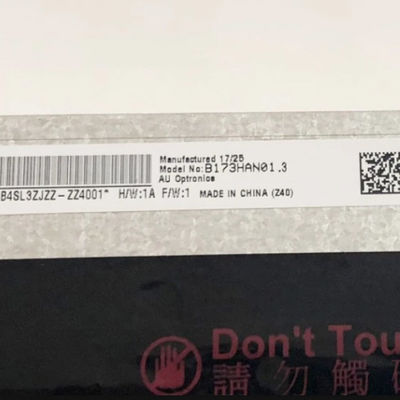 Manufactured 17/25
Model No: B173HAN01.3
AU Optronics
B4SL3ZJZZ-ZZ4001* H/W:1A F/W:1 MADE IN CHINA (Z40)
Don't Tou
請勿觸